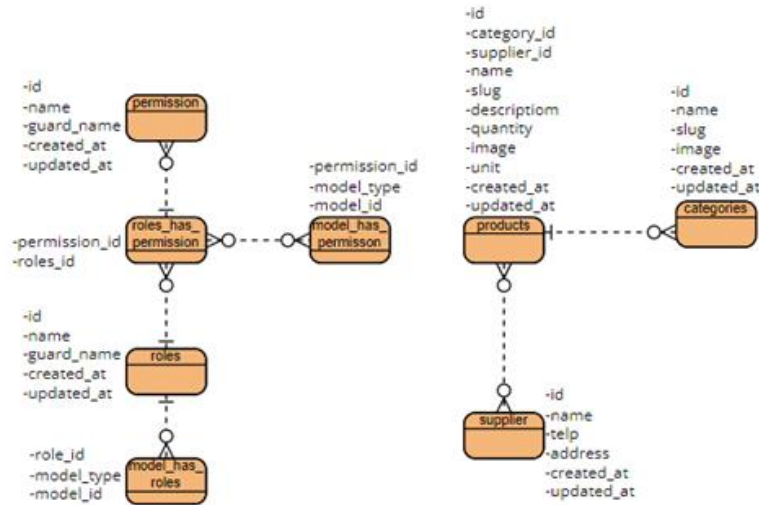 -id
-name
-guard_name
-created_at
-updated_at
permission
-permission_id
-roles_id
roles_has_
permission
-permission_id
-model_type
-model_id
model_has_
permisson
-id
-name
-guard_name
-created_at
-updated_at
roles
-role_id
-model_type
-model_id
model_has_
roles
-id
-category_id
-supplier_id
-name
-slug
-descriptiom
-quantity
-image
-unit
-created_at
-updated_at
products
-id
-name
-slug
-image
-created_at
-updated_at
categories
-id
-name
-telp
-address
-created_at
-updated_at
supplier